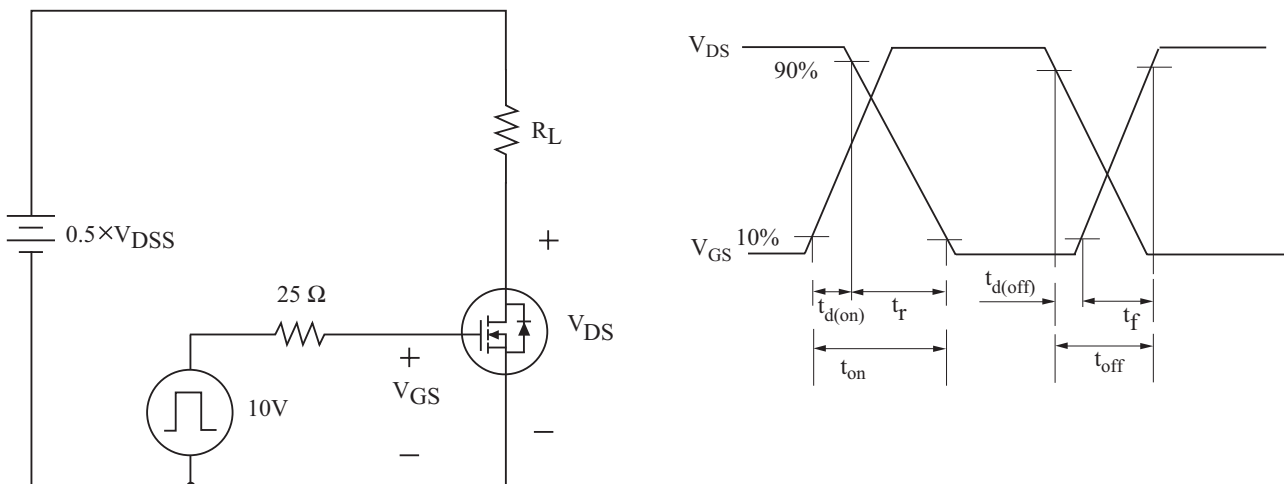 R_L
0.5×V_DSS
25 Ω
10V
+
V_GS
−
+
V_DS
−
V_DS
90%
10%
V_GS
t_d(on)
t_r
t_d(off)
t_f
t_on
t_off